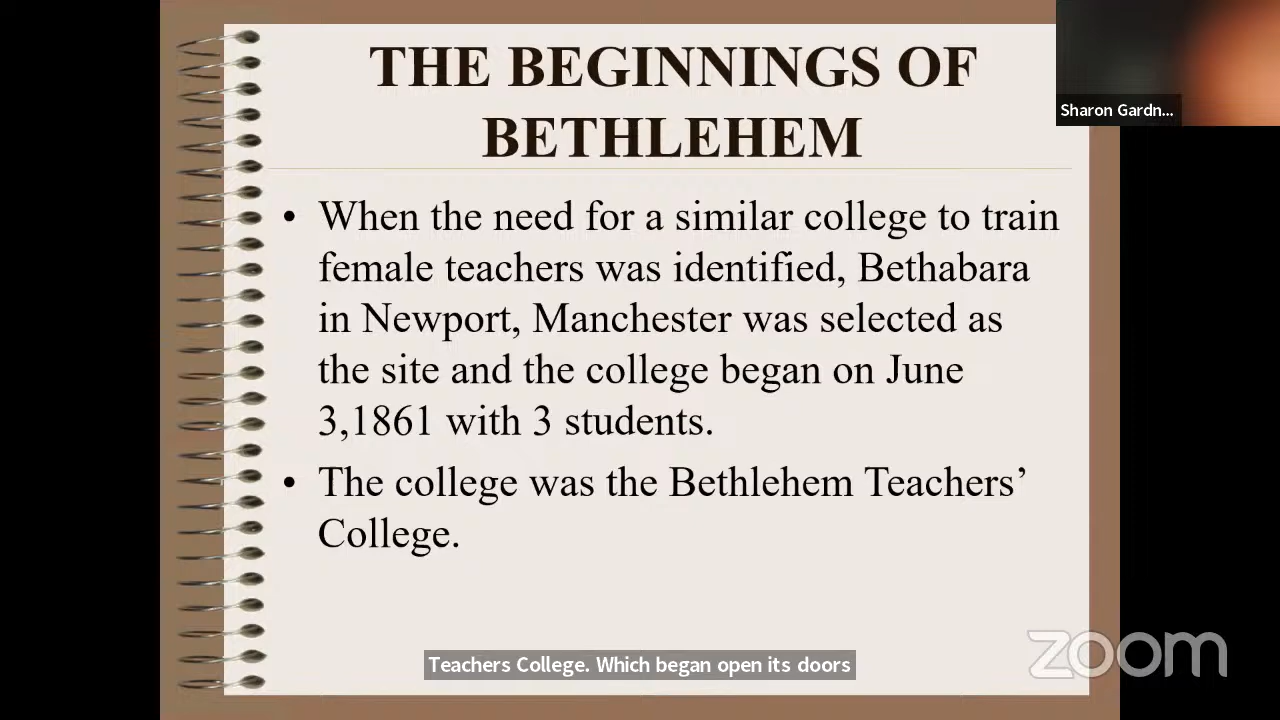 THE BEGINNINGS OF
BETHLEHEM
Sharon Gardn...
• When the need for a similar college to train
female teachers was identified, Bethabara
in Newport, Manchester was selected as
the site and the college began on June
3,1861 with 3 students.
• The college was the Bethlehem Teachers’
College.
Teachers College. Which began open its doors
zoom